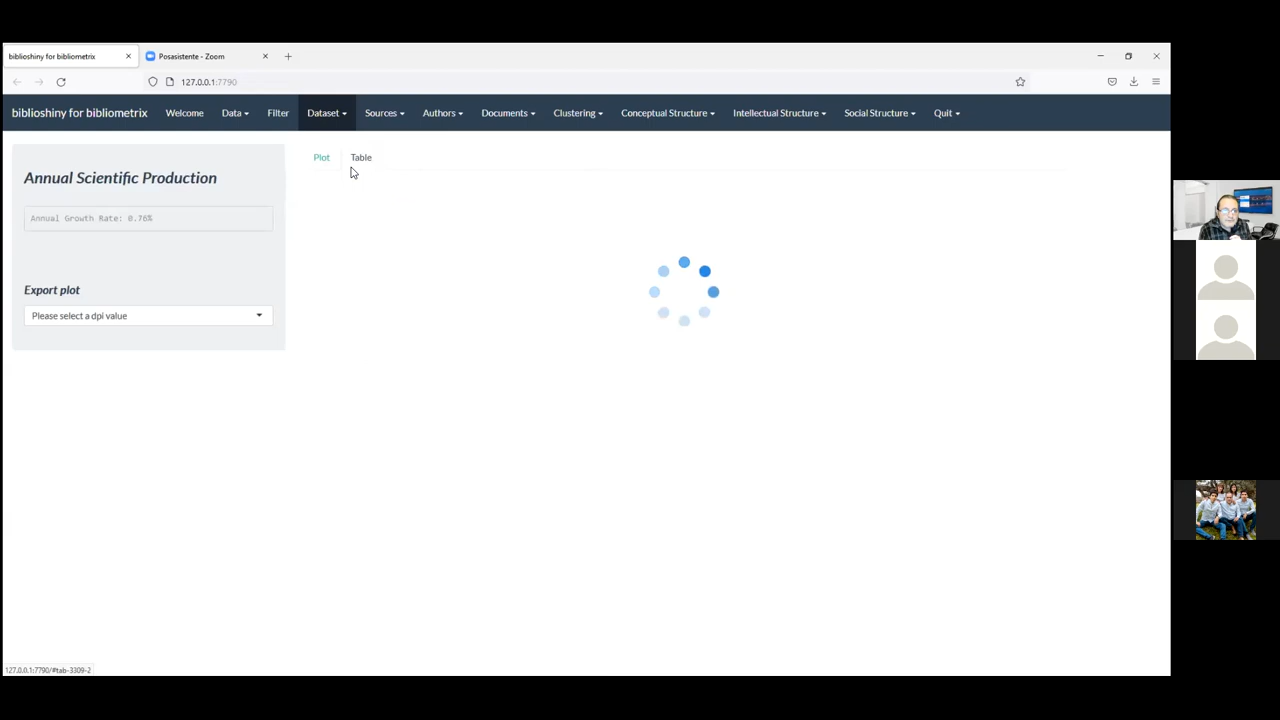 biblioshiny for bibliometrix
Posasistente - Zoom
127.0.0.1:7790
biblioshiny for bibliometrix Welcome Data Filter Dataset Sources Authors Documents Clustering Conceptual Structure Intellectual Structure Social Structure Quit
Plot Table
Annual Scientific Production
Annual Growth Rate: 0.76%
Export plot
Please select a dpi value
127.0.0.1:7790/#tab-3309-2